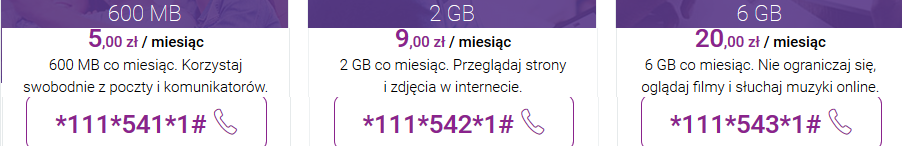 600 MB
5,00 zł / miesiąc
600 MB co miesiąc. Korzystaj
swobodnie z poczty i komunikatorów.
*111*541*1#
2 GB
9,00 zł / miesiąc
2 GB co miesiąc. Przeglądaj strony
i zdjęcia w internecie.
*111*542*1#
6 GB
20,00 zł / miesiąc
6 GB co miesiąc. Nie ograniczaj się,
oglądaj filmy i słuchaj muzyki online.
*111*543*1#